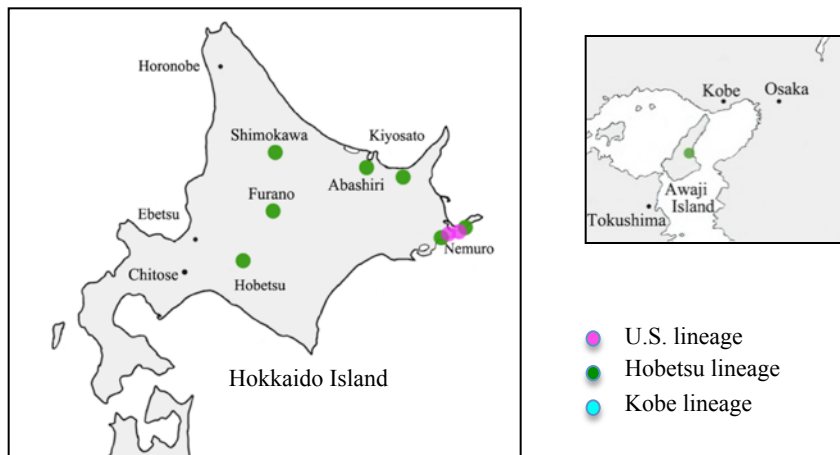 Horonobe
Shimokawa
Kiyosato
Abashiri
Furano
Ebetsu
Nemuro
Chitose
Hobetsu
Hokkaido Island
Kobe
Osaka
Awaji
Island
Tokushima
U.S. lineage
Hobetsu lineage
Kobe lineage